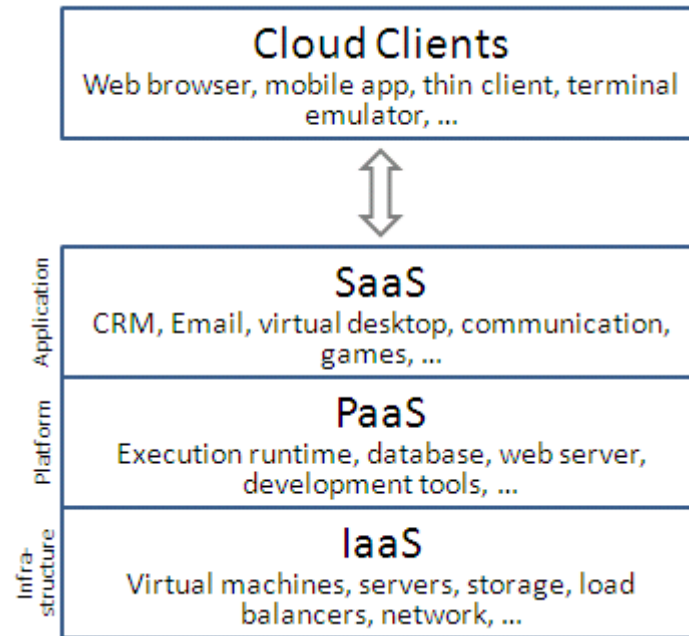 Cloud Clients
Web browser, mobile app, thin client, terminal
emulator, ...
Application
SaaS
CRM, Email, virtual desktop, communication,
games, ...
Platform
PaaS
Execution runtime, database, web server,
development tools, ...
Infra-
structure
IaaS
Virtual machines, servers, storage, load
balancers, network, ...